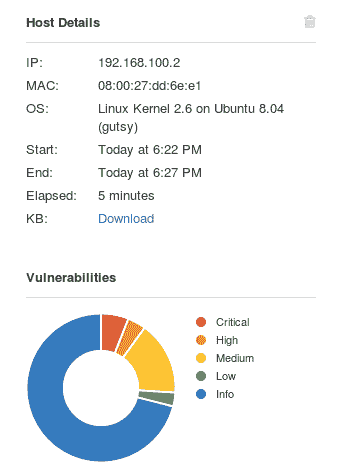 Host Details
IP: 192.168.100.2
MAC: 08:00:27:dd:6e:e1
OS: Linux Kernel 2.6 on Ubuntu 8.04
(gutsy)
Start: Today at 6:22 PM
End: Today at 6:27 PM
Elapsed: 5 minutes
KB: Download
Vulnerabilities
Critical
High
Medium
Low
Info